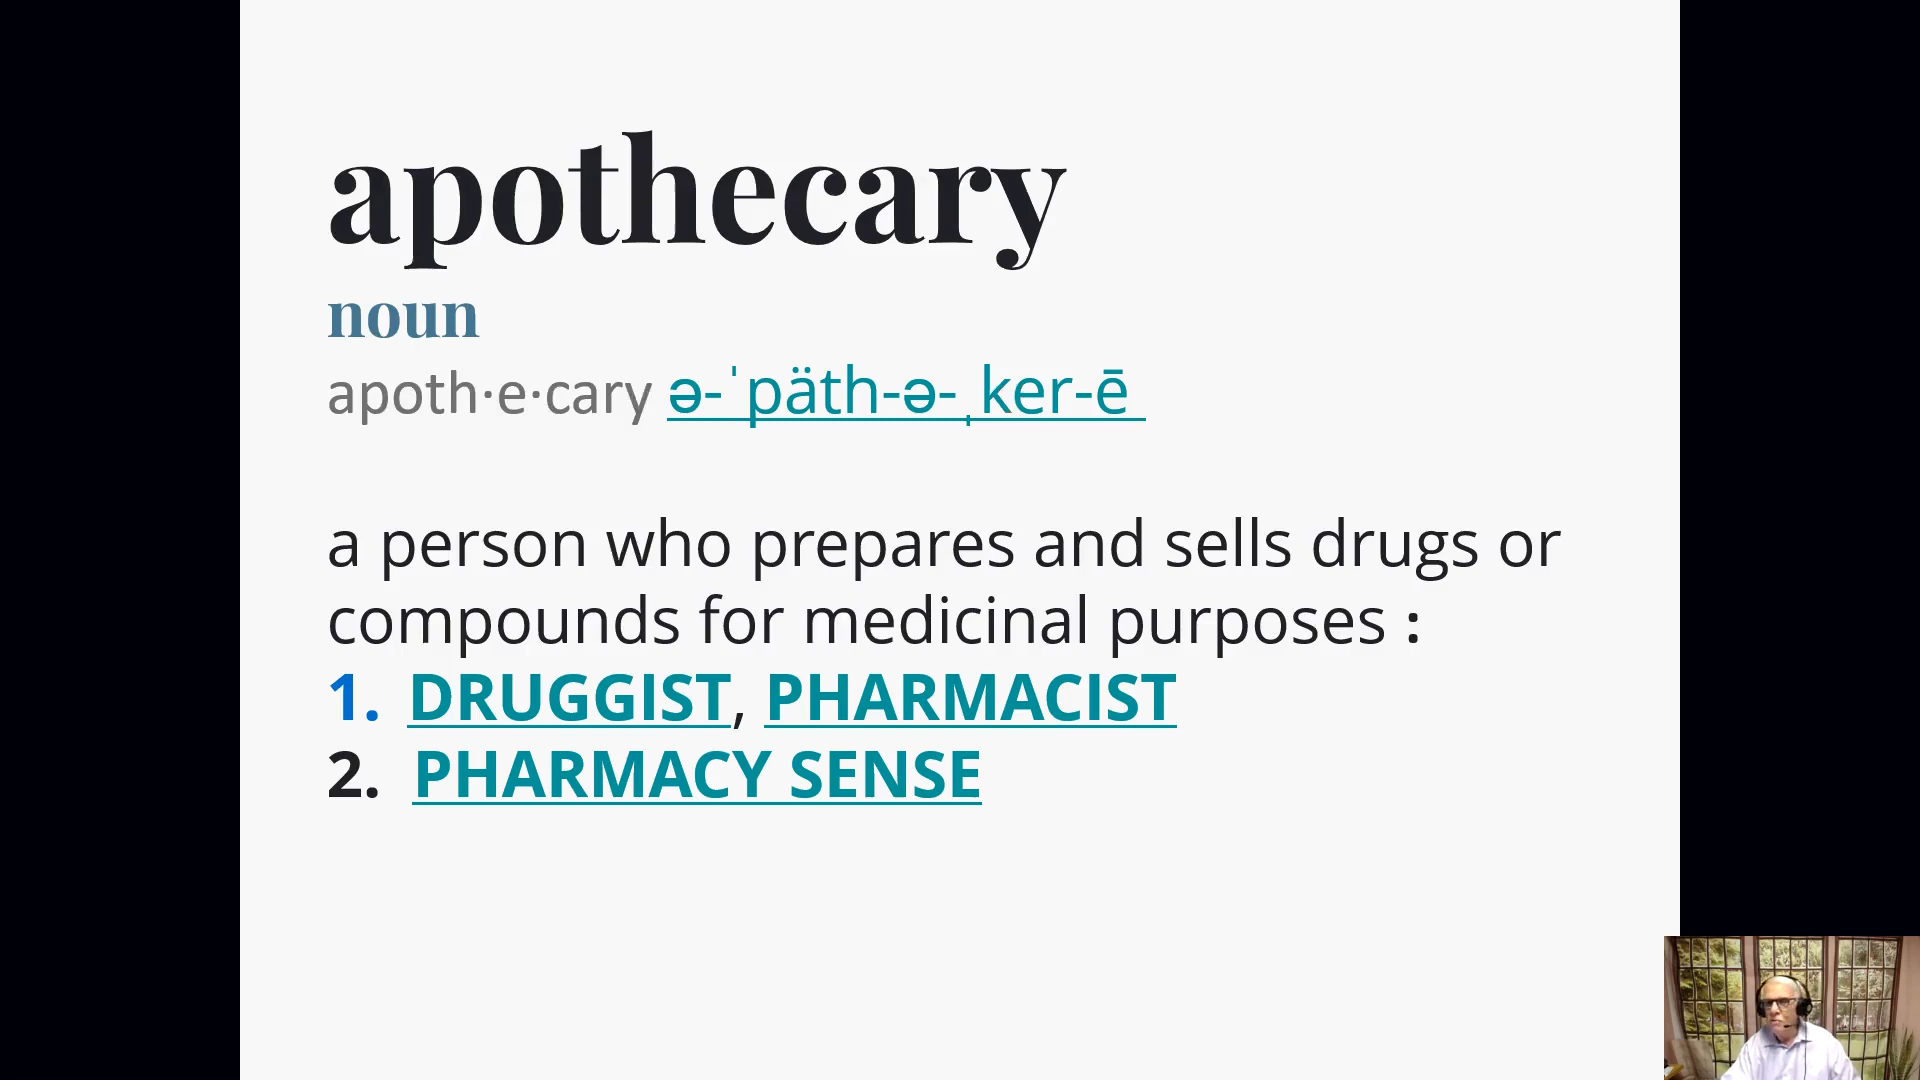 apothecary
noun
apoth·e·cary ə-ˈpäth-ə-ˌker-ē
a person who prepares and sells drugs or
compounds for medicinal purposes :
1. DRUGGIST, PHARMACIST
2. PHARMACY SENSE